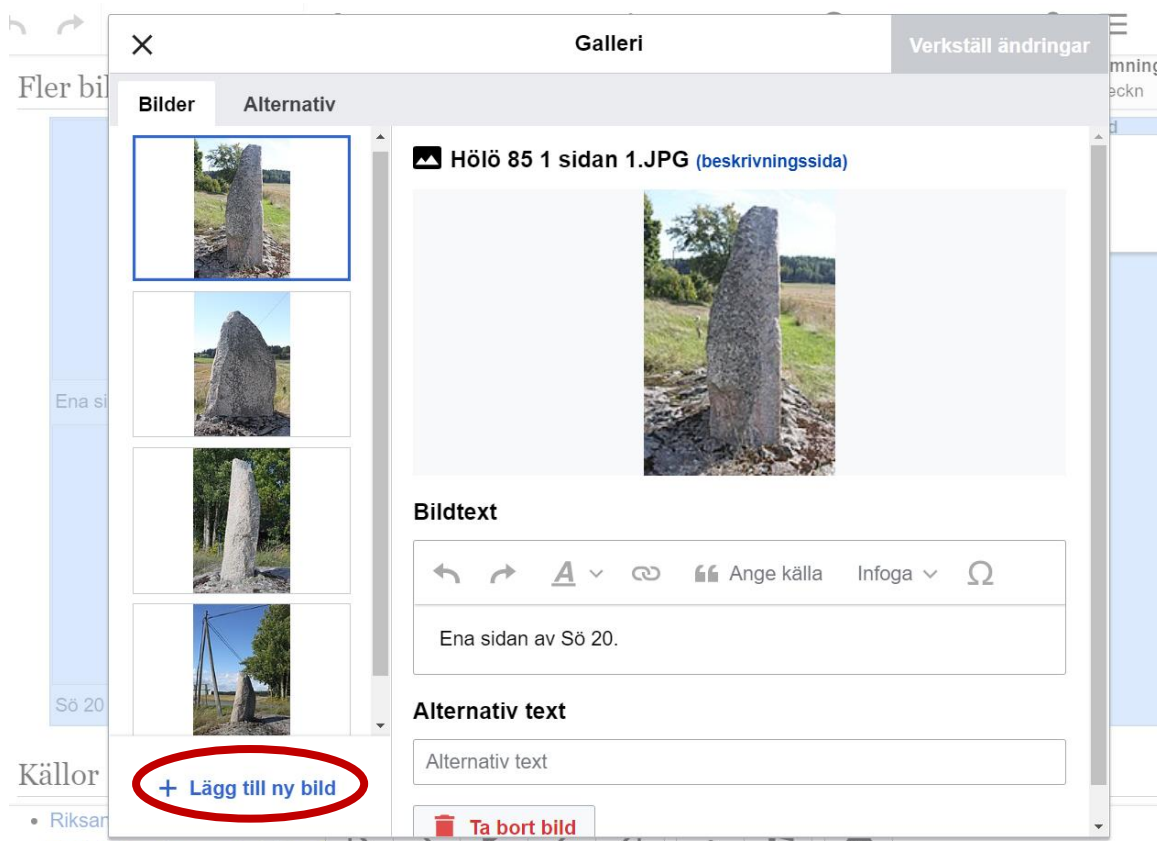 Galleri
Verkställ ändringar
Fler bil
mning
eckn
Bilder
Alternativ
Hölö 85 1 sidan 1.JPG (beskrivningssida)
Ena si
Bildtext
A
Ange källa
Infoga
Ω
Ena sidan av Sö 20.
Sö 20
Alternativ text
Alternativ text
Källor
+ Lägg till ny bild
Riksan
Ta bort bild